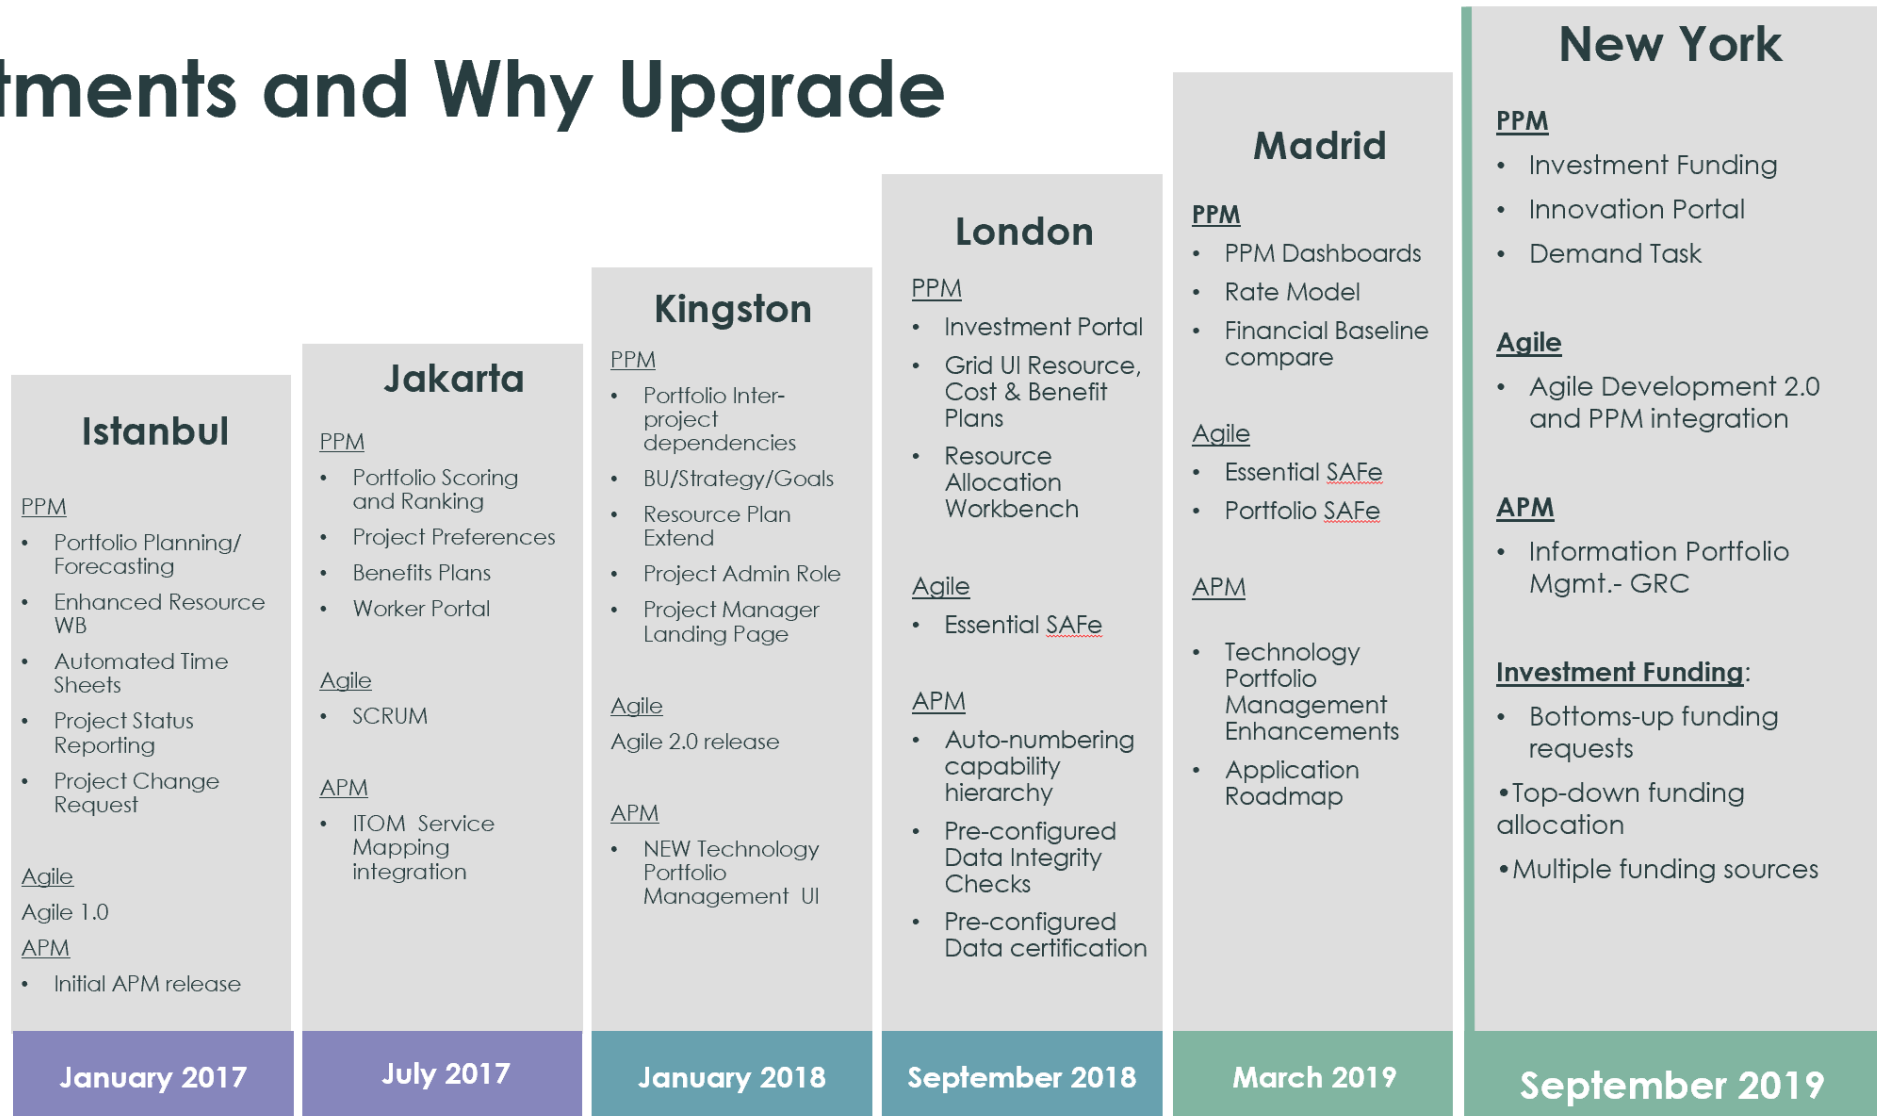 tments and Why Upgrade
Istanbul
PPM
• Portfolio Planning/
Forecasting
• Enhanced Resource
WB
• Automated Time
Sheets
• Project Status
Reporting
• Project Change
Request
Agile
Agile 1.0
APM
• Initial APM release
January 2017
Jakarta
PPM
• Portfolio Scoring
and Ranking
• Project Preferences
• Benefits Plans
• Worker Portal
Agile
• SCRUM
APM
• ITOM Service
Mapping
integration
July 2017
Kingston
PPM
• Portfolio Inter-
project
dependencies
• BU/Strategy/Goals
• Resource Plan
Extend
• Project Admin Role
• Project Manager
Landing Page
Agile
Agile 2.0 release
APM
• NEW Technology
Portfolio
Management UI
January 2018
London
PPM
• Investment Portal
• Grid UI Resource,
Cost & Benefit
Plans
• Resource
Allocation
Workbench
Agile
• Essential SAFe
APM
• Auto-numbering
capability
hierarchy
• Pre-configured
Data Integrity
Checks
• Pre-configured
Data certification
September 2018
Madrid
PPM
• PPM Dashboards
• Rate Model
• Financial Baseline
compare
Agile
• Essential SAFe
• Portfolio SAFe
APM
• Technology
Portfolio
Management
Enhancements
• Application
Roadmap
March 2019
New York
PPM
• Investment Funding
• Innovation Portal
• Demand Task
Agile
• Agile Development 2.0
and PPM integration
APM
• Information Portfolio
Mgmt.- GRC
Investment Funding:
• Bottoms-up funding
requests
•Top-down funding
allocation
•Multiple funding sources
September 2019